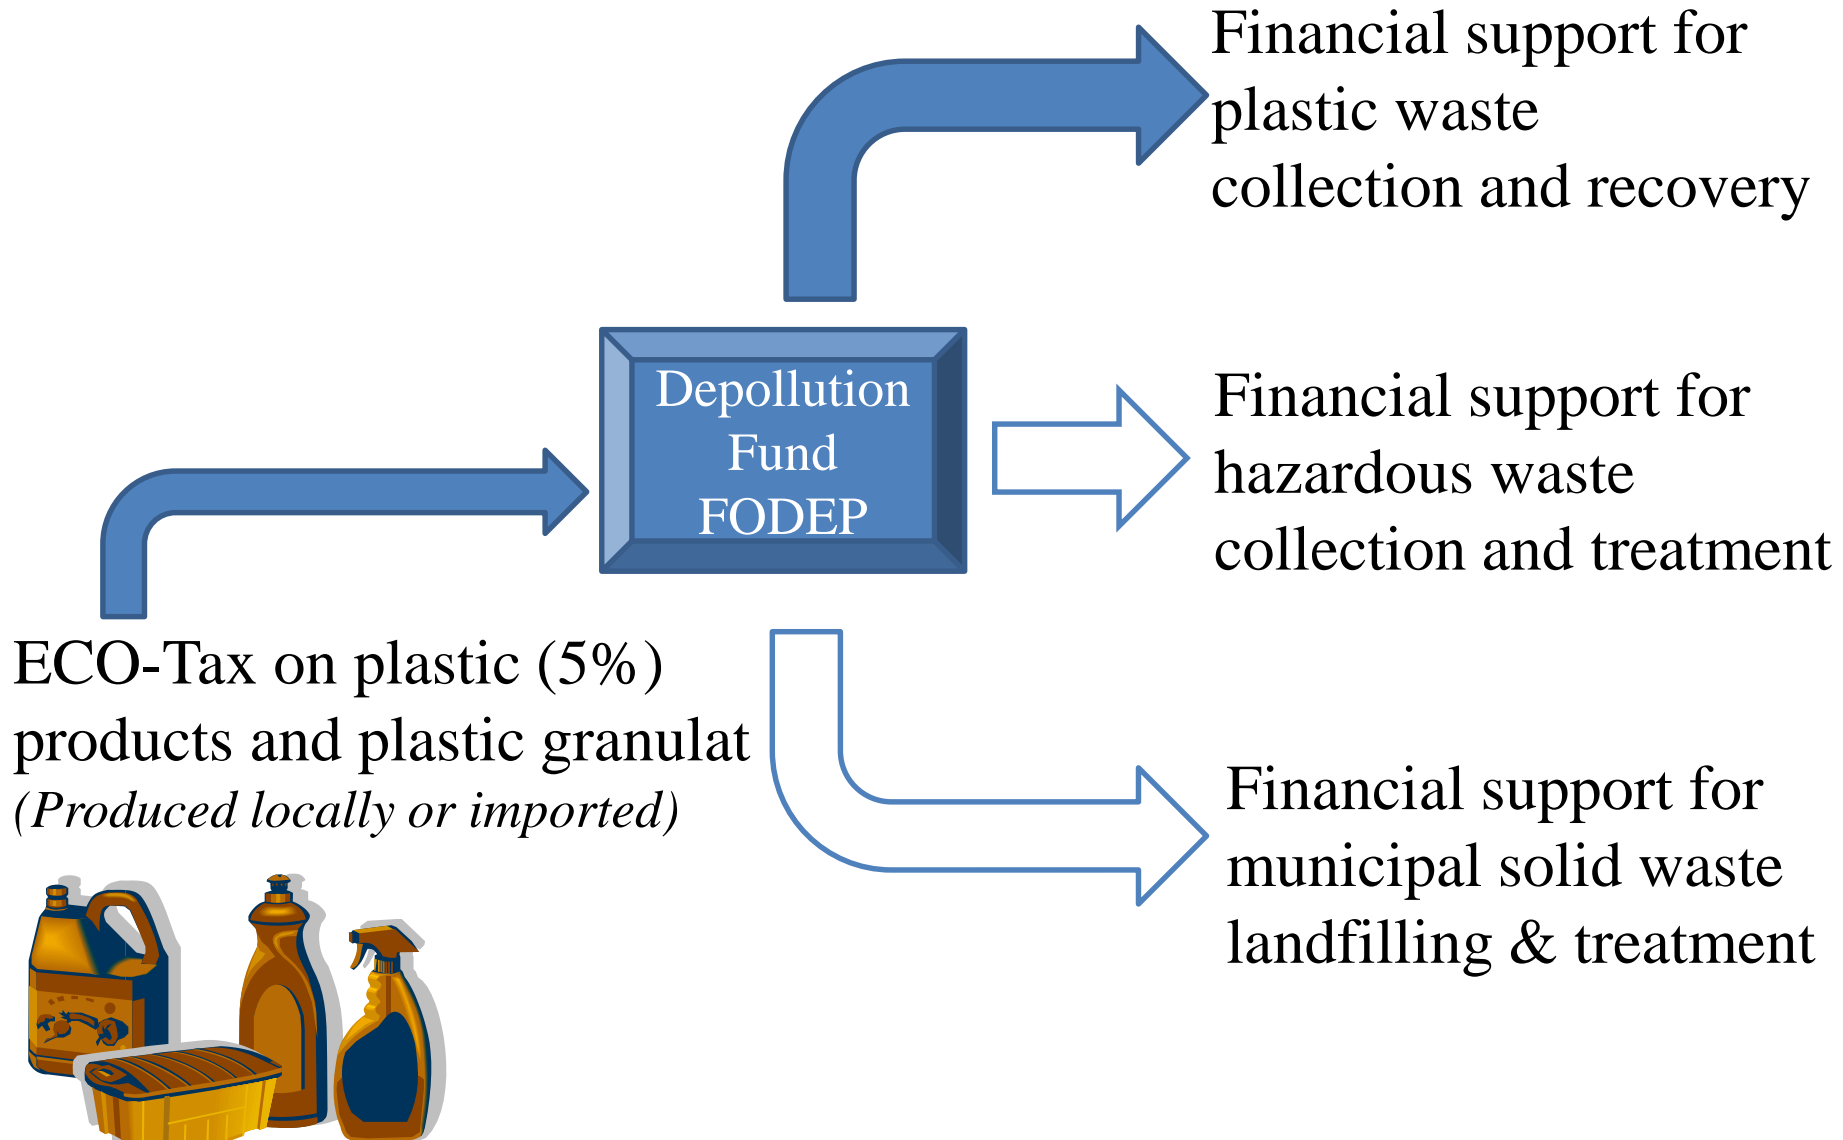 Financial support for
plastic waste
collection and recovery
Depollution
Fund
FODEP
Financial support for
hazardous waste
collection and treatment
ECO-Tax on plastic (5%)
products and plastic granulat
(Produced locally or imported)
Financial support for
municipal solid waste
landfilling & treatment